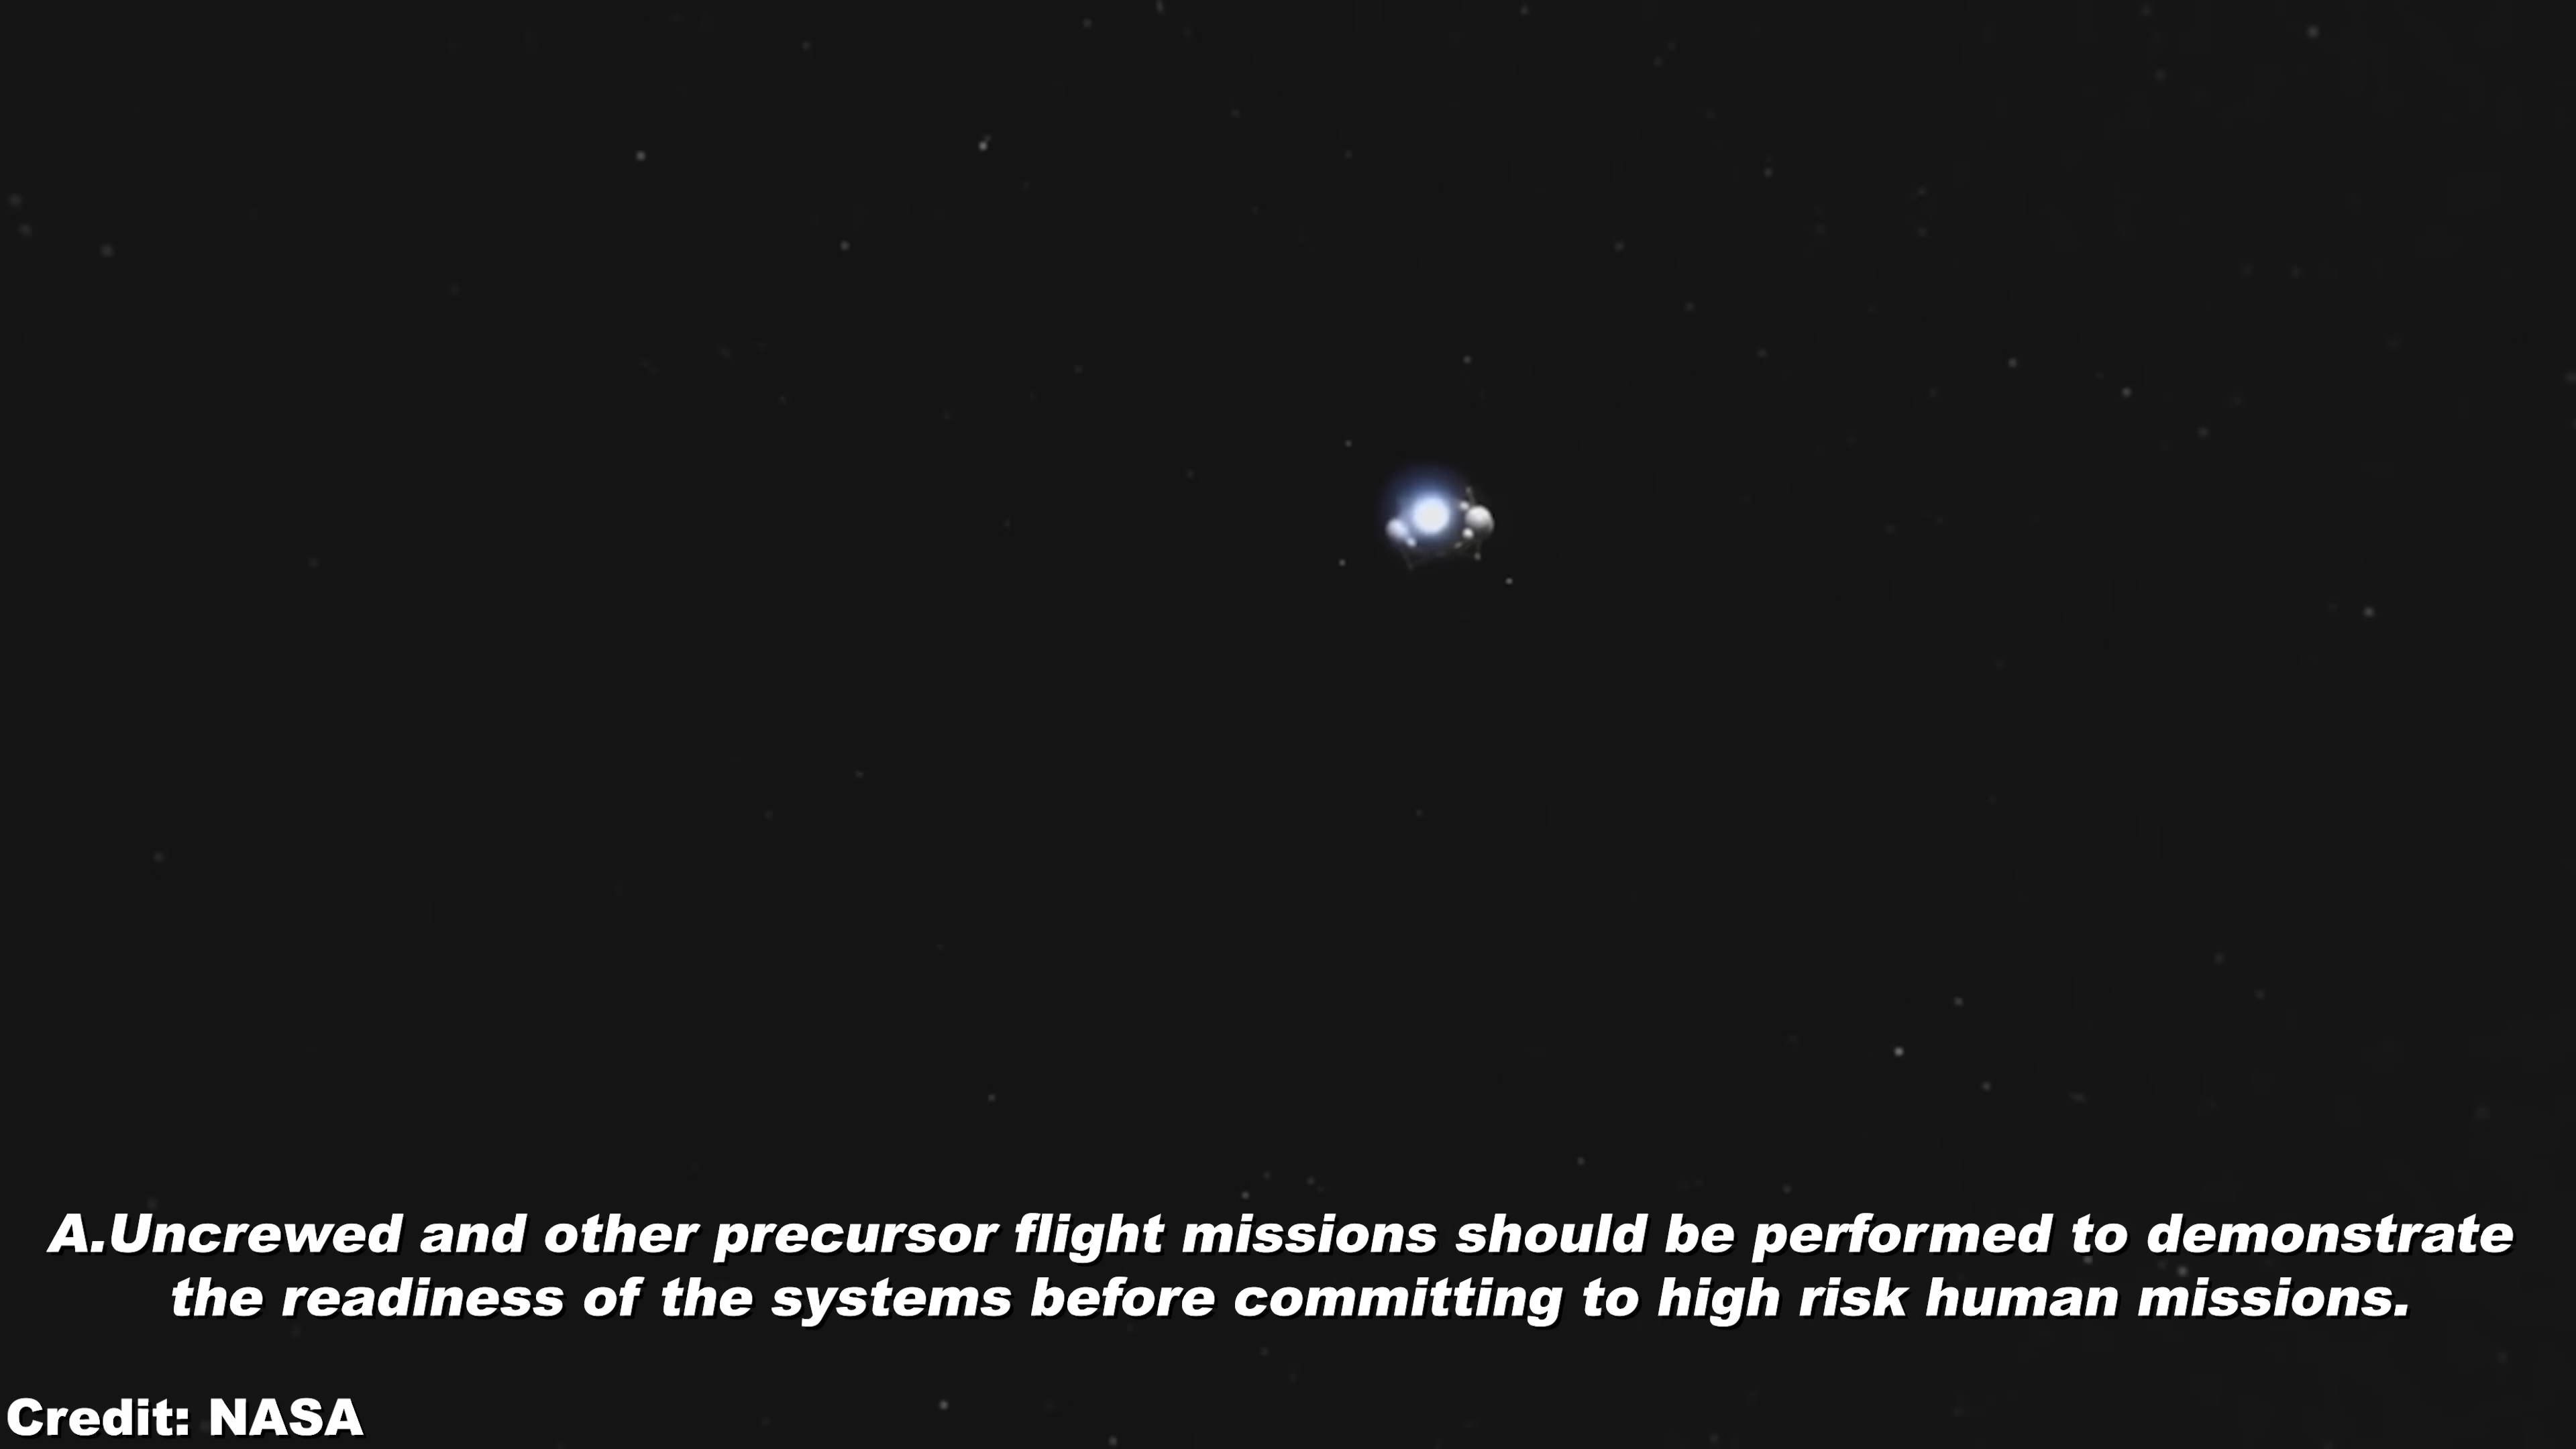 A.Uncrewed and other precursor flight missions should be performed to demonstrate
the readiness of the systems before committing to high risk human missions.
Credit: NASA